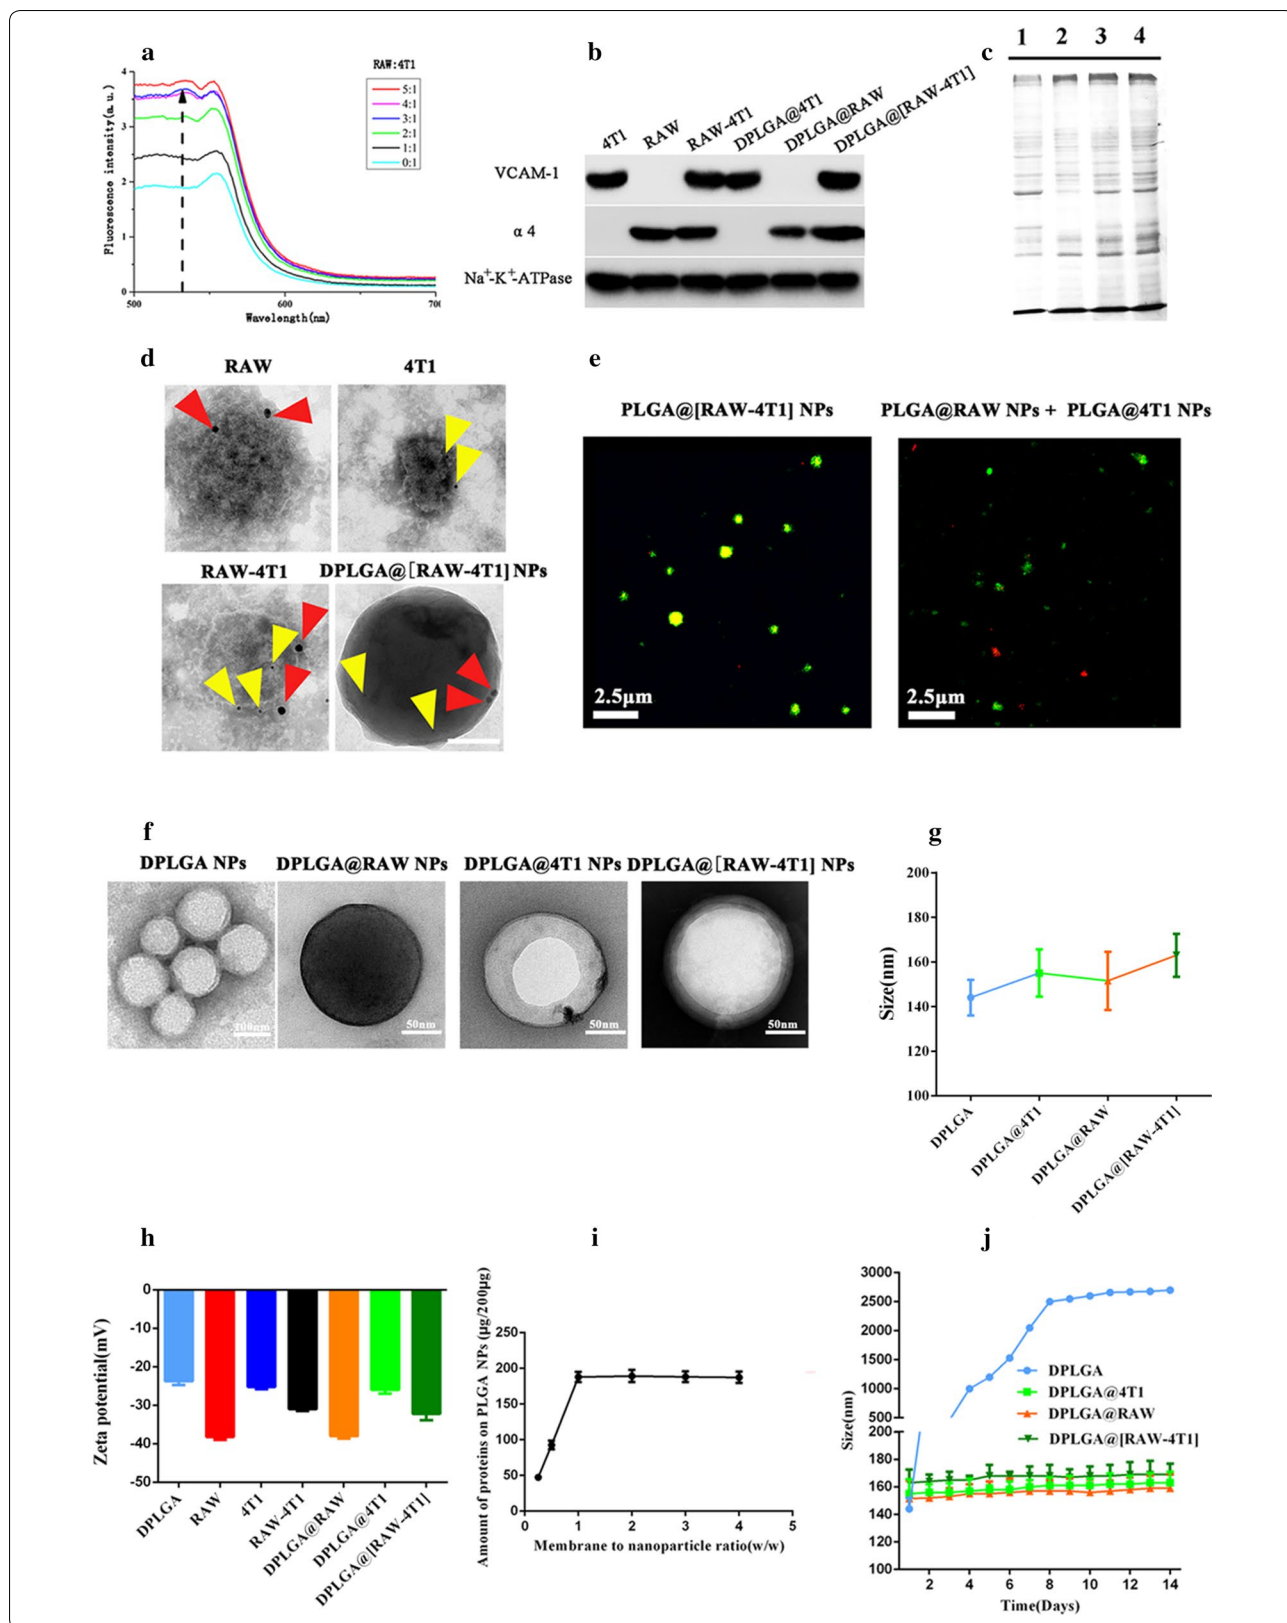 a
RAW:4T1
5:1
4:1
3:1
2:1
1:1
0:1
Fluorescence intensity(a.u.)
4
3
2
1
0
500 600 700
Wavelength(nm)
b
4T1 RAW RAW-4T1 DPLGA@4T1 DPLGA@RAW DPLGA@[RAW-4T1]
VCAM-1
α 4
Na+-K+-ATPase
c
1 2 3 4
d
RAW 4T1
RAW-4T1 DPLGA@[RAW-4T1] NPs
e
PLGA@[RAW-4T1] NPs PLGA@RAW NPs + PLGA@4T1 NPs
2.5μm 2.5μm
f
DPLGA NPs DPLGA@RAW NPs DPLGA@4T1 NPs DPLGA@[RAW-4T1] NPs
100nm 50nm 50nm 50nm
g
Size(nm)
200
180
160
140
120
100
DPLGA DPLGA@4T1 DPLGA@RAW DPLGA@[RAW-4T1]
h
Zeta potential(mV)
0
-10
-20
-30
-40
-50
DPLGA RAW 4T1 RAW-4T1 DPLGA@RAW DPLGA@4T1 DPLGA@[RAW-4T1]
i
Amount of proteins on PLGA NPs (μg/200μg)
250
200
150
100
50
0
0 1 2 3 4 5
Membrane to nanoparticle ratio(w/w)
j
Size(nm)
3000
2500
2000
1500
1000
500
200
180
160
140
120
100
DPLGA
DPLGA@4T1
DPLGA@RAW
DPLGA@[RAW-4T1]
2 4 6 8 10 12 14
Time(Days)